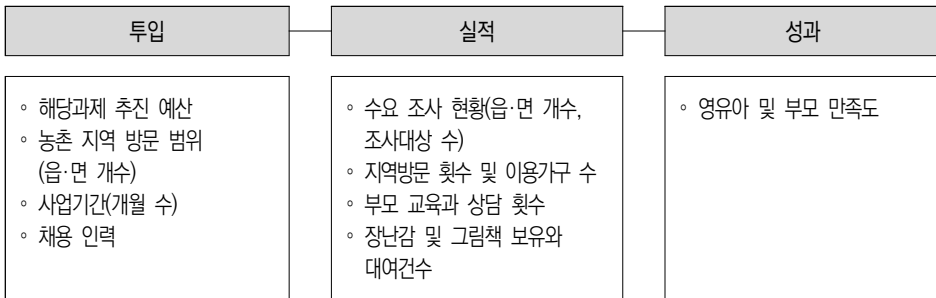 투입
실적
성과
◦ 해당과제 추진 예산
◦ 농촌 지역 방문 범위
(읍·면 개수)
◦ 사업기간(개월 수)
◦ 채용 인력
◦ 수요 조사 현황(읍·면 개수,
조사대상 수)
◦ 지역방문 횟수 및 이용가구 수
◦ 부모 교육과 상담 횟수
◦ 장난감 및 그림책 보유와
대여건수
◦ 영유아 및 부모 만족도